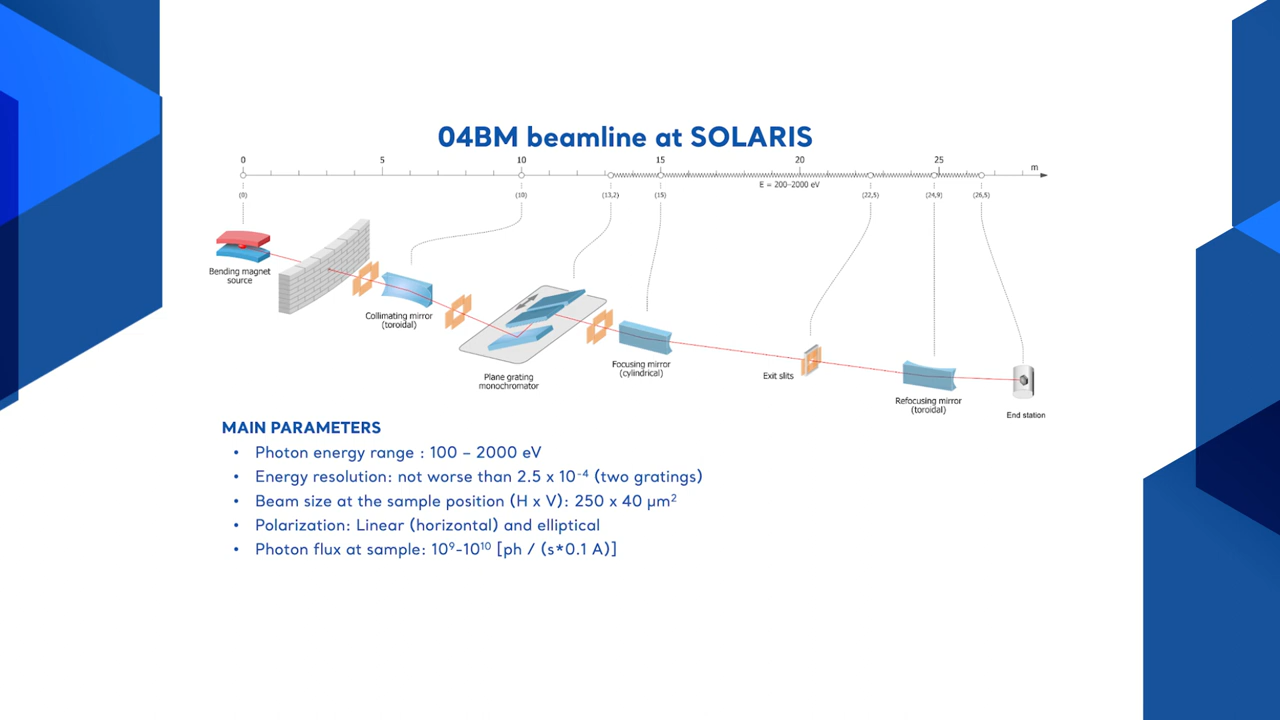 04BM beamline at SOLARIS
0 5 10 15 20 25 m
E = 200-2000 eV
(0) (10) (13,2) (15) (22,5) (24,9) (26,5)
Bending magnet
source
Collimating mirror
(toroidal)
Plane grating
monochromator
Focusing mirror
(cylindrical)
Exit slits
Refocusing mirror
(toroidal)
End station
MAIN PARAMETERS
• Photon energy range : 100 – 2000 eV
• Energy resolution: not worse than 2.5 x 10⁻⁴ (two gratings)
• Beam size at the sample position (H x V): 250 x 40 µm²
• Polarization: Linear (horizontal) and elliptical
• Photon flux at sample: 10⁹-10¹⁰ [ph / (s*0.1 A)]